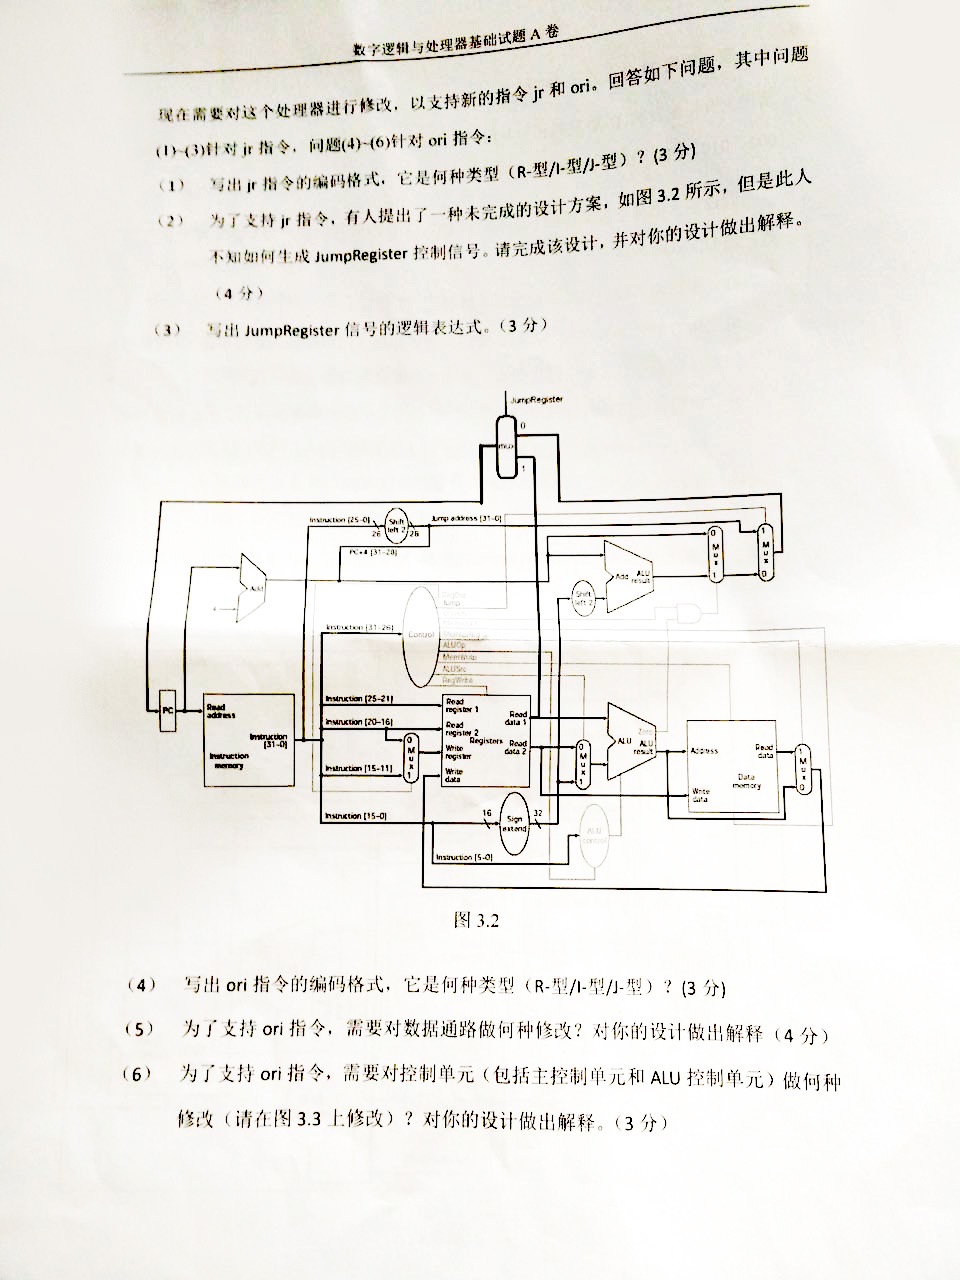 数字逻辑与处理器基础试题 A 卷
现在需要对这个处理器进行修改，以支持新的指令 jr 和 ori。回答如下问题，其中问题
(1)-(3)针对 jr 指令，问题(4)-(6)针对 ori 指令：
（1） 写出 jr 指令的编码格式，它是何种类型（R-型/I-型/J-型）？(3 分)
（2） 为了支持 jr 指令，有人提出了一种未完成的设计方案，如图 3.2 所示，但是此人
不知如何生成 JumpRegister 控制信号。请完成该设计，并对你的设计做出解释。
（4 分）
（3） 写出 JumpRegister 信号的逻辑表达式。（3 分）
JumpRegister
0
mux
1
Instruction [25-0]
Shift left 2
Jump address [31-0]
26
28
PC+4 [31-28]
0 Mux 1
1 Mux 0
Add
4
Add ALU result
Shift left 2
Instruction [31-26]
Control
Jump
ALUOp
MemWrite
ALUSrc
RegWrite
PC
Read address
Instruction [31-0]
Instruction memory
Instruction [25-21]
Instruction [20-16]
Instruction [15-11]
Instruction [15-0]
Instruction [5-0]
0 Mux 1
Read register 1
Read register 2
Write register
Write data
Registers
Read data 1
Read data 2
0 Mux 1
Zero
ALU
ALU result
Address
Write data
Read data
Data memory
1 Mux 0
16
Sign extend
32
ALU control
图 3.2
（4） 写出 ori 指令的编码格式，它是何种类型（R-型/I-型/J-型）？(3 分)
（5） 为了支持 ori 指令，需要对数据通路做何种修改？对你的设计做出解释（4 分）
（6） 为了支持 ori 指令，需要对控制单元（包括主控制单元和 ALU 控制单元）做何种
修改（请在图 3.3 上修改）？对你的设计做出解释。（3 分）